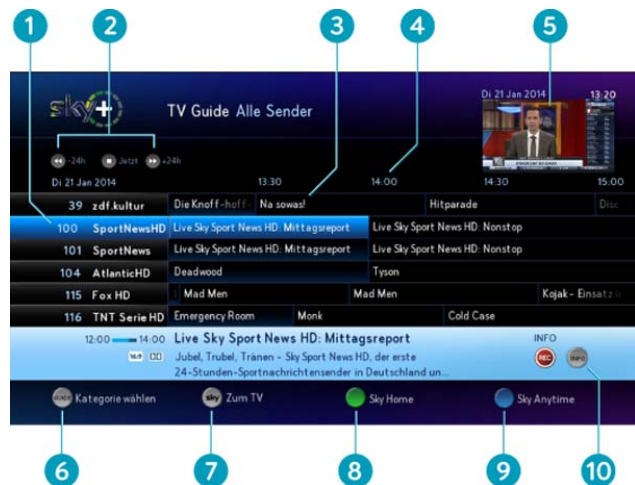 1 2 3 4 5
sky+ TV Guide Alle Sender
Di 21 Jan 2014 13:20
-24h Jetzt +24h
Di 21 Jan 2014 13:30 14:00 14:30 15:00
39 zdf.kultur Die Knoff-hoff- Na sowas! Hitparade Disc
100 SportNewsHD Live Sky Sport News HD: Mittagsreport Live Sky Sport News HD: Nonstop
101 SportNews Live Sky Sport News HD: Mittagsreport Live Sky Sport News HD: Nonstop
104 AtlanticHD Deadwood Tyson
115 Fox HD Mad Men Mad Men Kojak - Einsatz i
116 TNT Serie HD Emergency Room Monk Cold Case
12:00 14:00 Live Sky Sport News HD: Mittagsreport INFO
16:9 Jubel, Trubel, Tränen - Sky Sport News HD, der erste REC INFO
24-Stunden-Sportnachrichtensender in Deutschland un...
GUIDE Kategorie wählen sky Zum TV Sky Home Sky Anytime
6 7 8 9 10